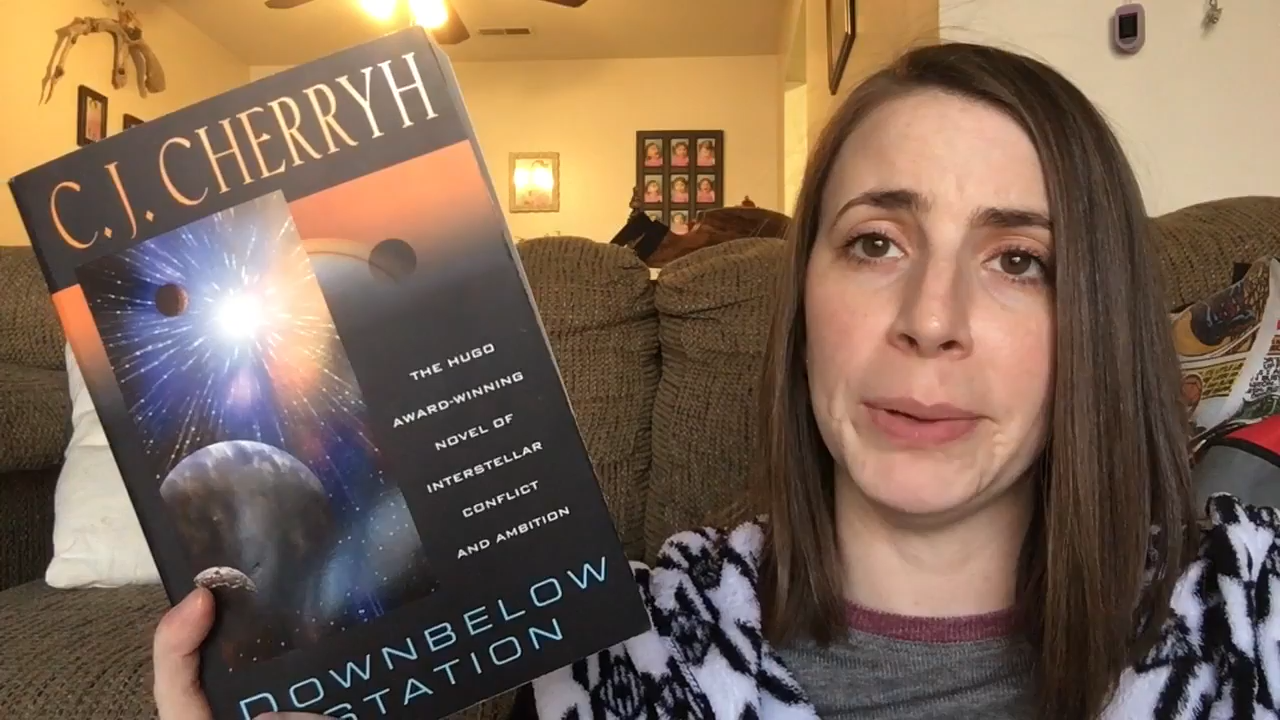 C.J. CHERRYH
THE HUGO
AWARD-WINNING
NOVEL OF
INTERSTELLAR
CONFLICT
AND AMBITION
DOWNBELOW
STATION